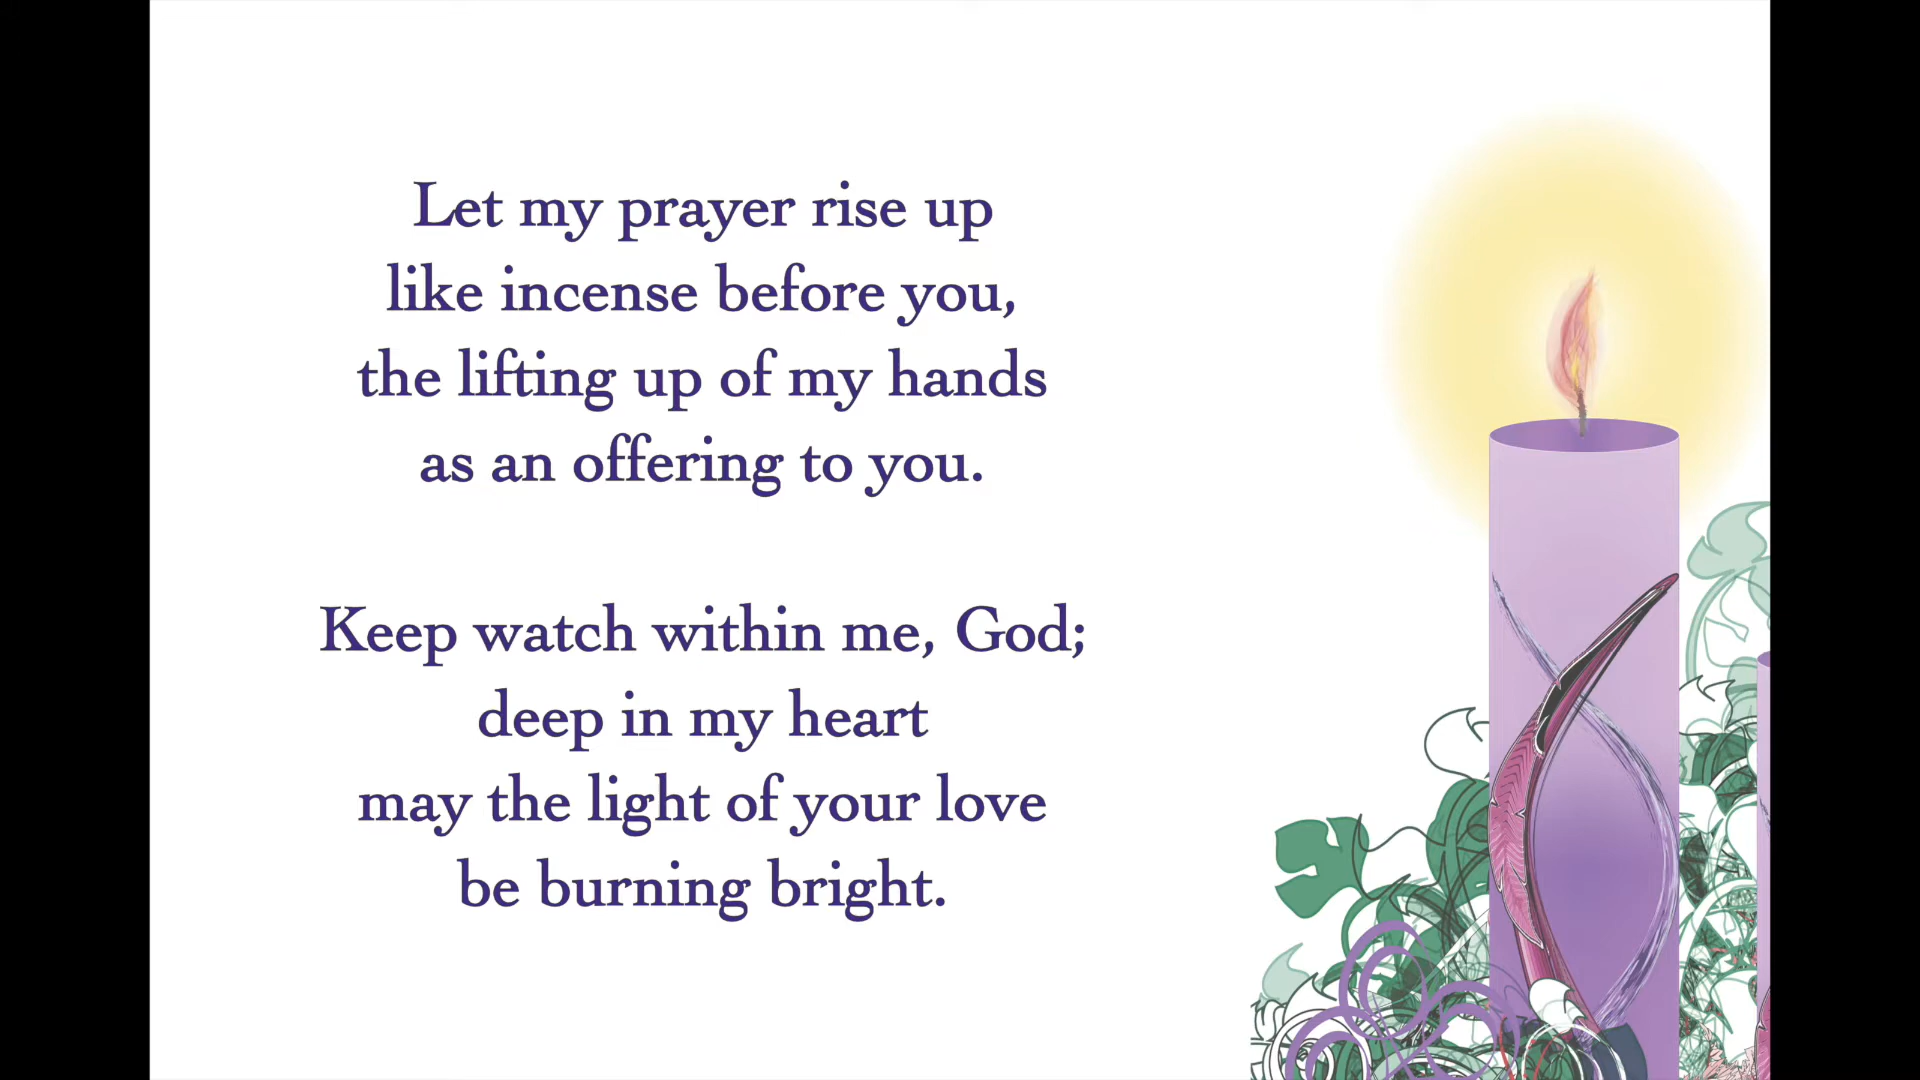 Let my prayer rise up
like incense before you,
the lifting up of my hands
as an offering to you.
Keep watch within me, God;
deep in my heart
may the light of your love
be burning bright.